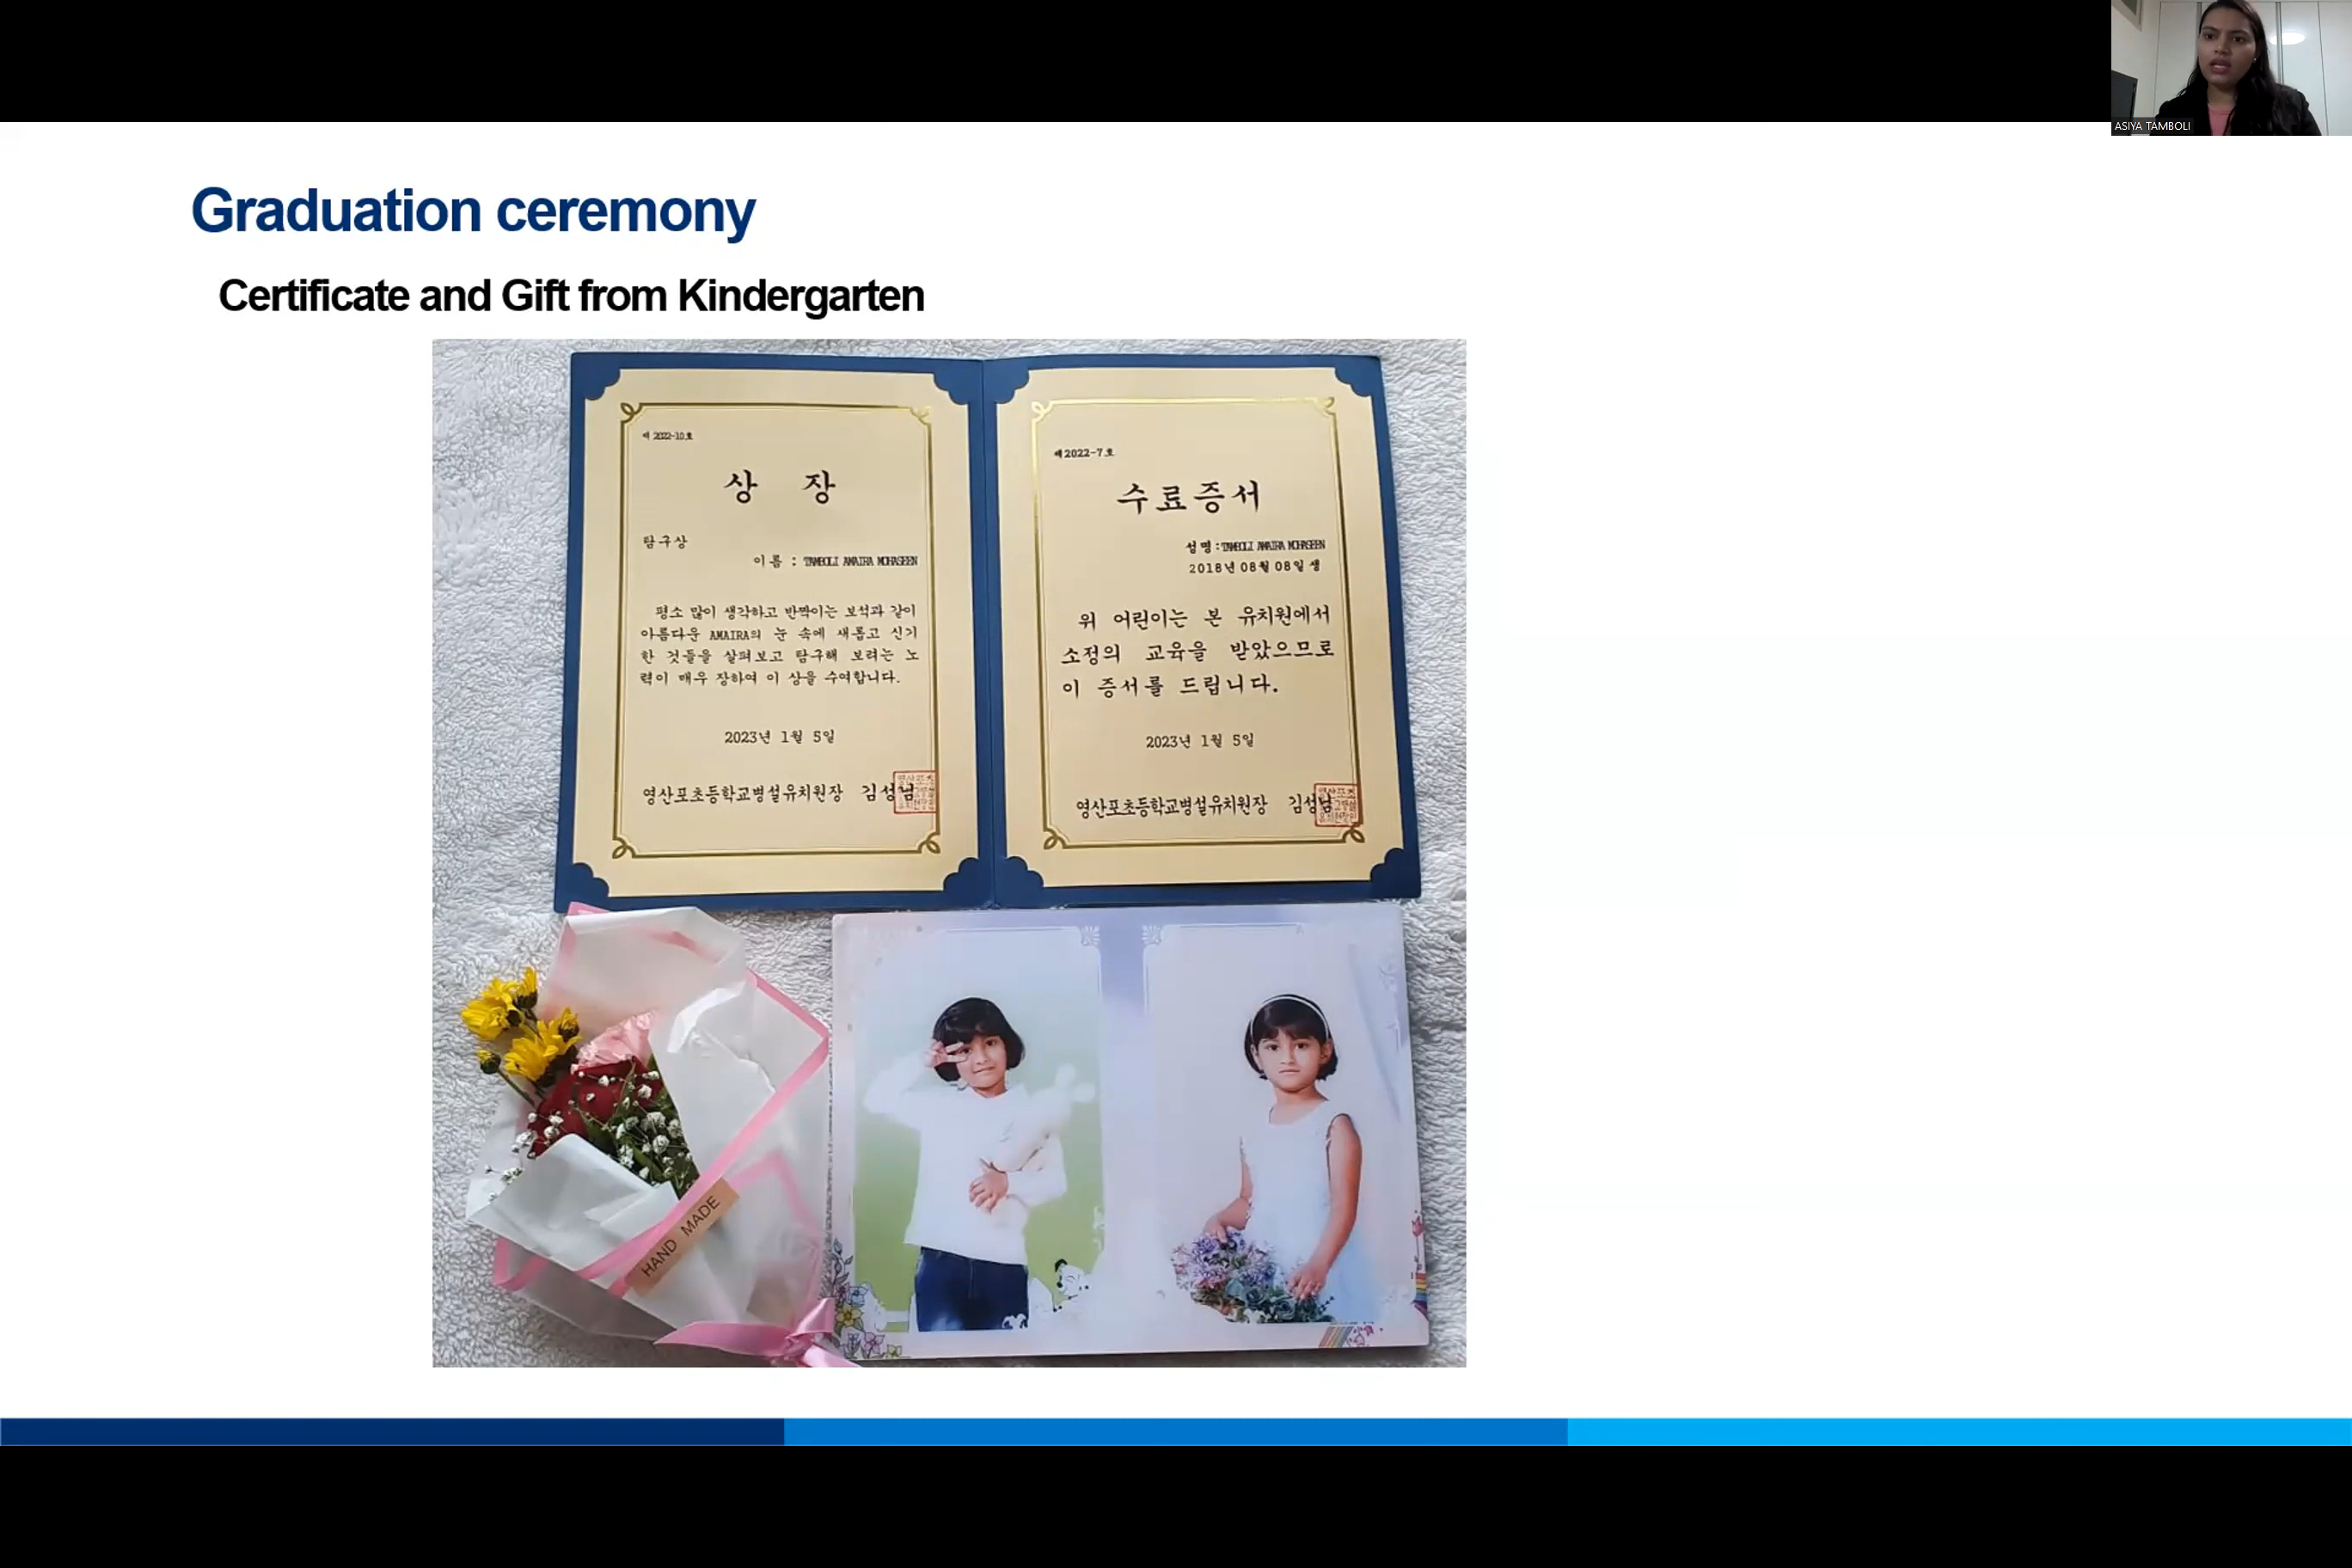 ASIYA TAMBOLI
Graduation ceremony
Certificate and Gift from Kindergarten
제 2022-10호
상 장
탐구상
이름 : TAMBOLI AMAIRA MOHASEEN
평소 많이 생각하고 반짝이는 보석과 같이
아름다운 AMAIRA의 눈 속에 새롭고 신기
한 것들을 살펴보고 탐구해 보려는 노
력이 매우 장하여 이 상을 수여합니다.
2023년 1월 5일
영산포초등학교병설유치원장 김성남
제2022-7호
수료증서
성명:TAMBOLI AMAIRA MOHASEEN
2018년 08월 08일 생
위 어린이는 본 유치원에서
소정의 교육을 받았으므로
이 증서를 드립니다.
2023년 1월 5일
영산포초등학교병설유치원장 김성남
HAND MADE